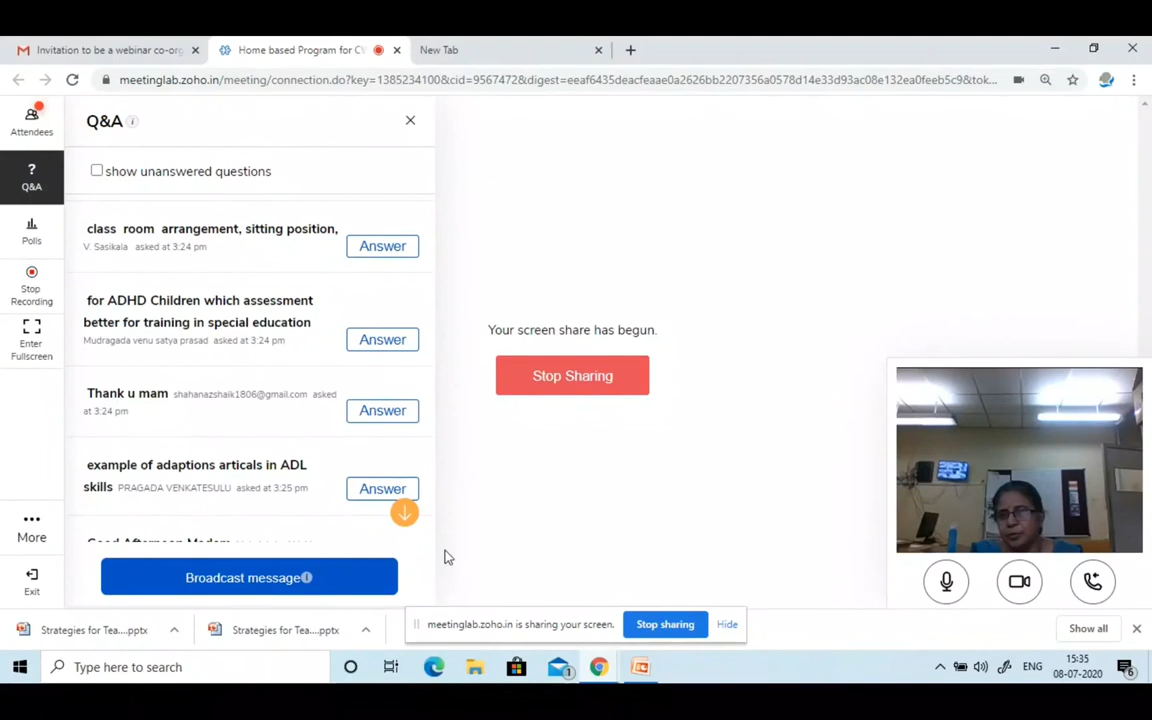 Invitation to be a webinar co-org
Home based Program for CW
New Tab
meetinglab.zoho.in/meeting/connection.do?key=1385234100&cid=9567472&digest=eeaf6435deacfeaae0a2626bb2207356a0578d14e33d93ac08e132ea0feeb5c9&tok...
Attendees
?
Q&A
Polls
Stop
Recording
Enter
Fullscreen
More
Exit
Q&A
show unanswered questions
class room arrangement, sitting position,
V. Sasikala asked at 3:24 pm
Answer
for ADHD Children which assessment
better for training in special education
Mudragada venu satya prasad asked at 3:24 pm
Answer
Thank u mam shahanazshaik1806@gmail.com asked
at 3:24 pm
Answer
example of adaptions articals in ADL
skills PRAGADA VENKATESULU asked at 3:25 pm
Answer
Good Afternoon Madam
Broadcast message
Your screen share has begun.
Stop Sharing
Strategies for Tea....pptx
Strategies for Tea....pptx
meetinglab.zoho.in is sharing your screen.
Stop sharing
Hide
Show all
Type here to search
1
ENG
15:35
08-07-2020
6